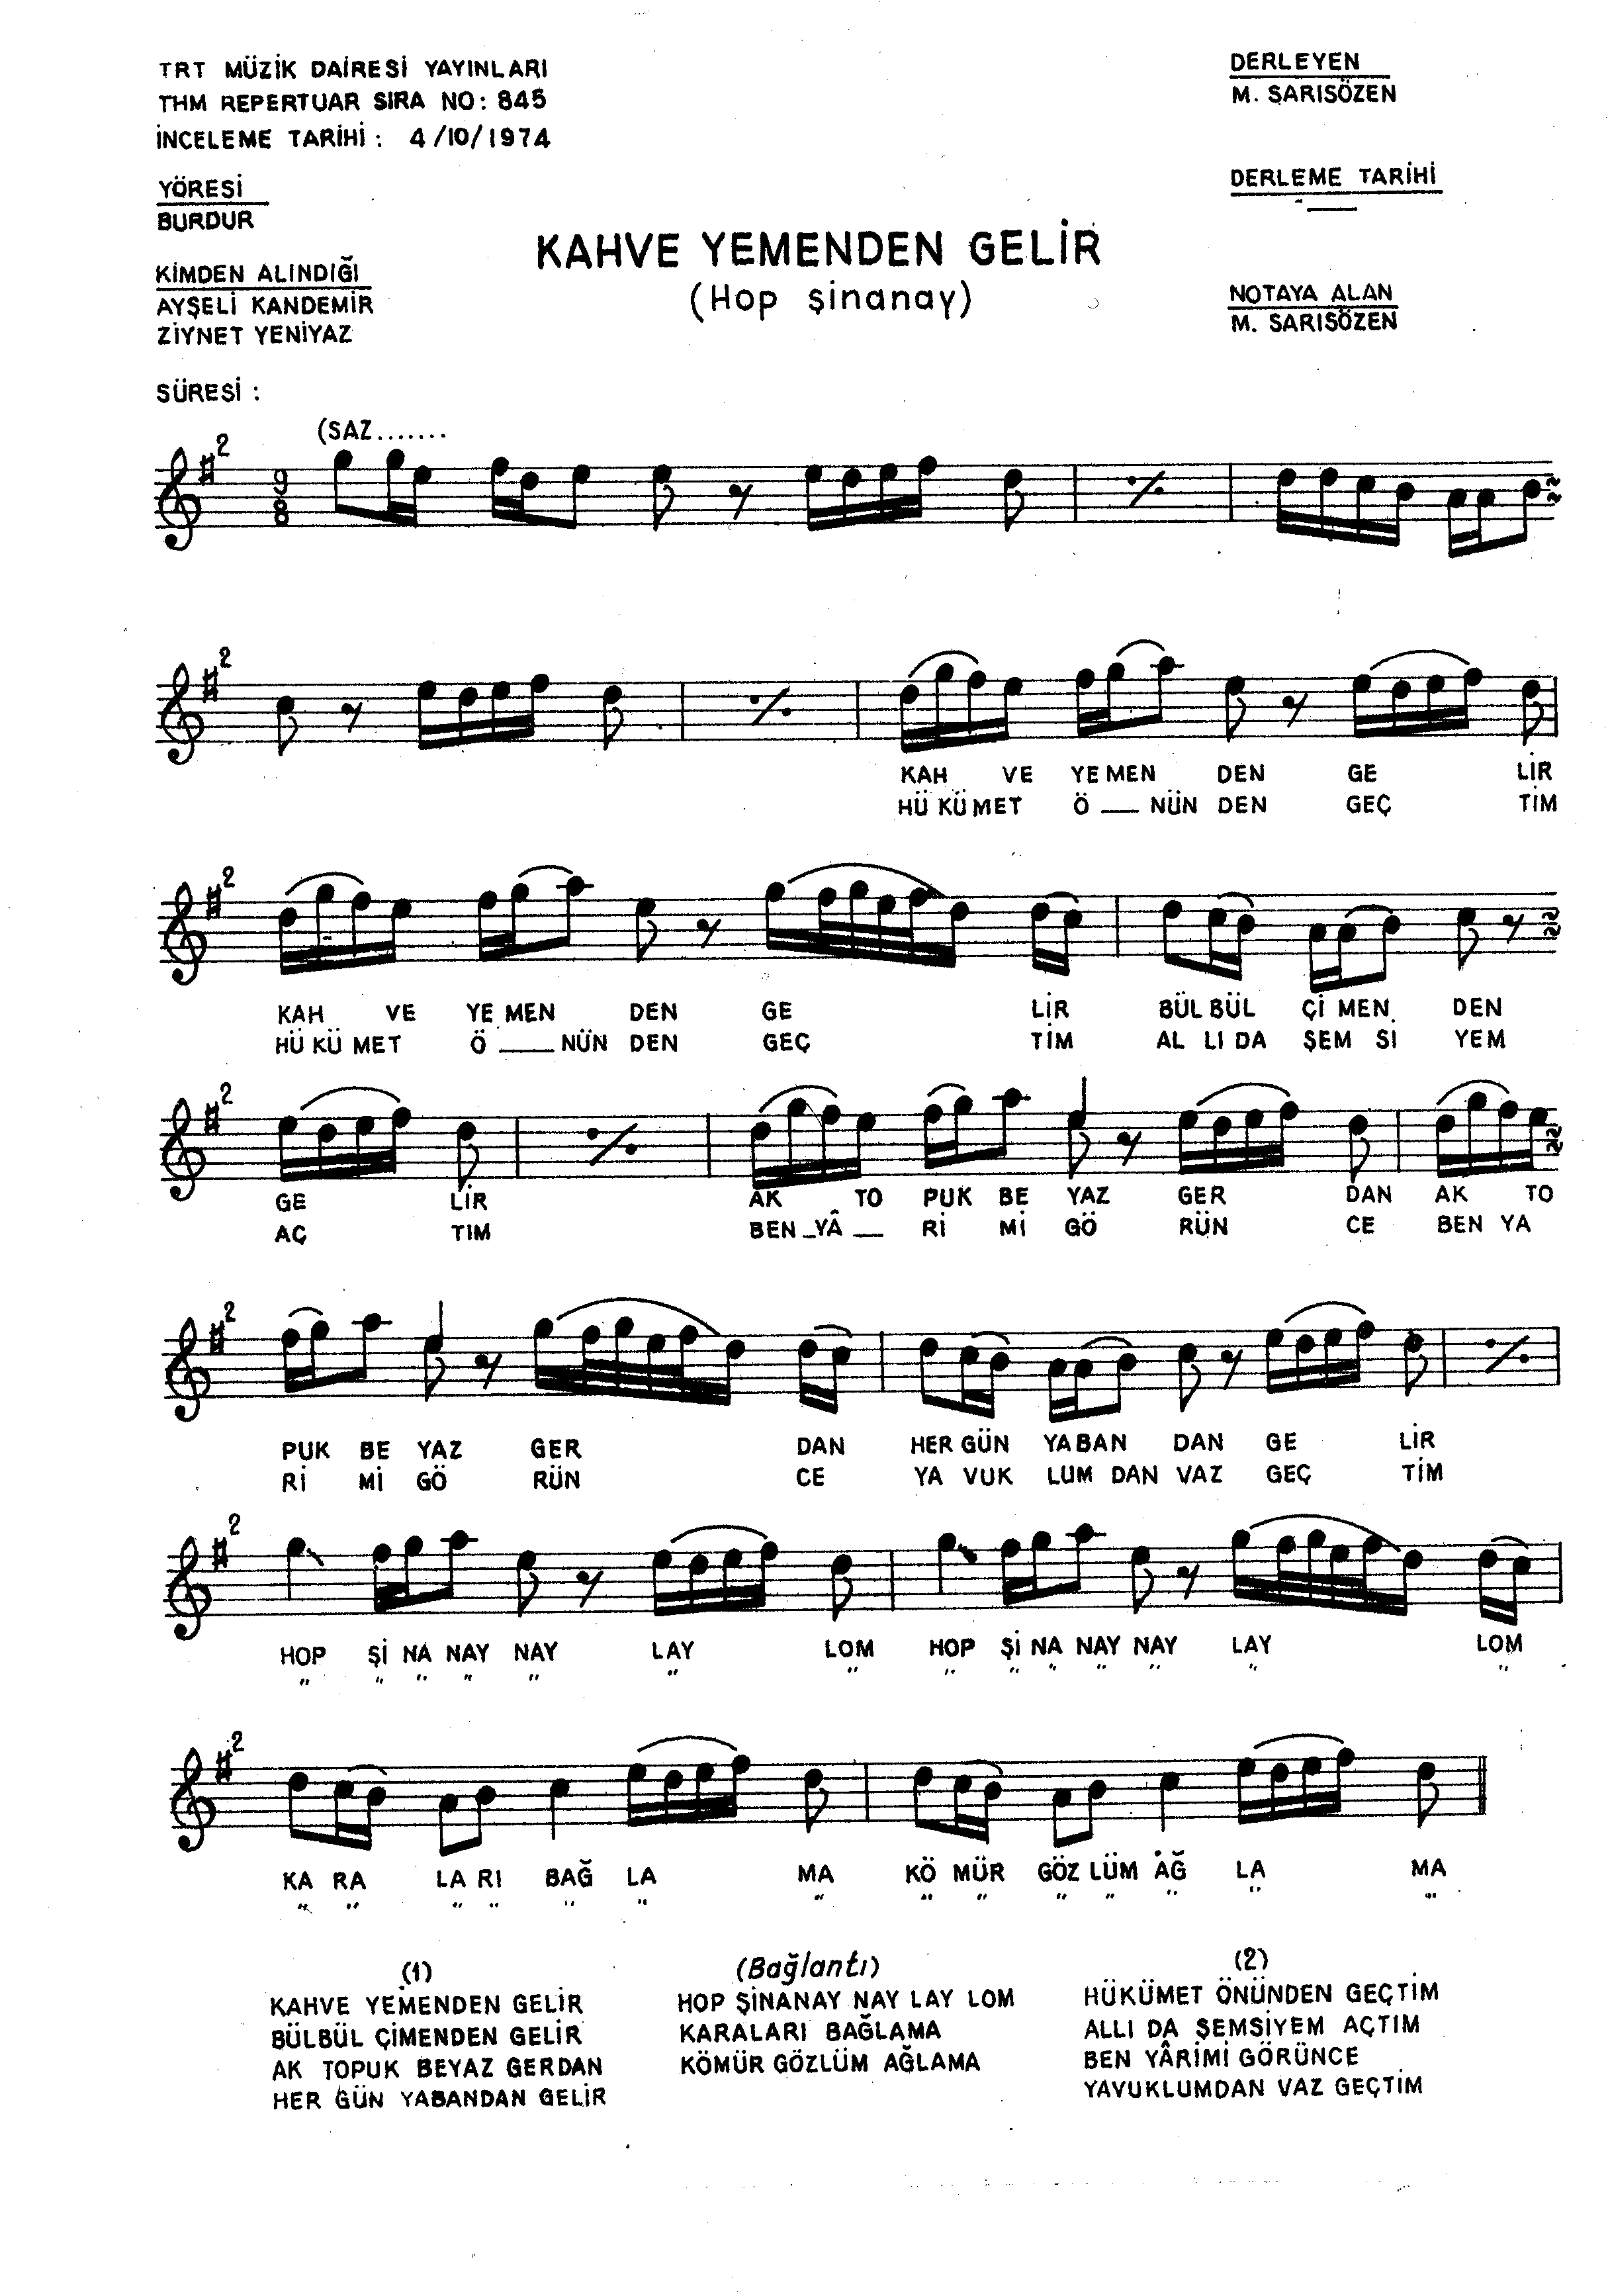 TRT MÜZİK DAİRESİ YAYINLARI
THM REPERTUAR SIRA NO: 845
İNCELEME TARİHİ : 4/10/1974
DERLEYEN
M. SARISÖZEN
YÖRESİ
BURDUR
DERLEME TARİHİ
KAHVE YEMENDEN GELİR
(Hop şinanay)
KİMDEN ALINDIĞI
AYŞELİ KANDEMİR
ZİYNET YENİYAZ
NOTAYA ALAN
M. SARISÖZEN
SÜRESİ :
(SAZ.......
2
9
8
2
KAH VE YE MEN DEN GE LİR
HÜ KÜ MET Ö — NÜN DEN GEÇ TİM
2
KAH VE YE MEN DEN GE LİR BÜL BÜL Çİ MEN DEN
HÜ KÜ MET Ö — NÜN DEN GEÇ TİM AL LI DA ŞEM Sİ YEM
2
GE LİR AK TO PUK BE YAZ GER DAN AK TO
AÇ TIM BEN _ YÂ — Rİ Mİ GÖ RÜN CE BEN YA
2
PUK BE YAZ GER DAN HER GÜN YA BAN DAN GE LİR
Rİ Mİ GÖ RÜN CE YA VUK LUM DAN VAZ GEÇ TİM
2
HOP Şİ NA NAY NAY LAY LOM HOP Şİ NA NAY NAY LAY LOM
" " " " " " " " " " " " " "
2
KA RA LA RI BAĞ LA MA KÖ MÜR GÖZ LÜM AĞ LA MA
" " " " " " " " " " " " " "
(1)
KAHVE YEMENDEN GELİR
BÜLBÜL ÇİMENDEN GELİR
AK TOPUK BEYAZ GERDAN
HER GÜN YABANDAN GELİR
(Bağlantı)
HOP ŞİNANAY NAY LAY LOM
KARALARI BAĞLAMA
KÖMÜR GÖZLÜM AĞLAMA
(2)
HÜKÜMET ÖNÜNDEN GEÇTİM
ALLI DA ŞEMSİYEM AÇTIM
BEN YÂRİMİ GÖRÜNCE
YAVUKLUMDAN VAZ GEÇTİM